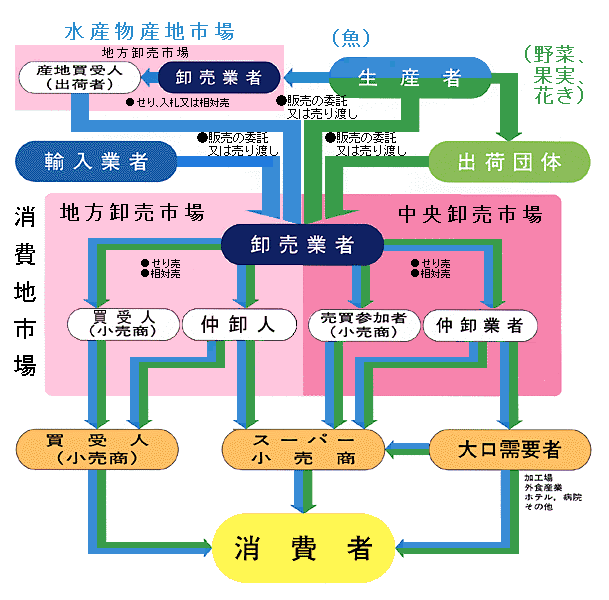 水産物産地市場
(魚)
(野菜、
果実、
花き)
地方卸売市場
産地買受人
(出荷者)
卸売業者
生産者
●せり、入札又は相対売
●販売の委託
又は売り渡し
●販売の委託
又は売り渡し
●販売の委託
又は売り渡し
輸入業者
出荷団体
消費地市場
地方卸売市場
中央卸売市場
卸売業者
●せり売
●相対売
●せり売
●相対売
買受人
(小売商)
仲卸人
売買参加者
(小売商)
仲卸業者
買受人
(小売商)
スーパー
小売商
大口需要者
加工場
外食産業
ホテル、病院
その他
消費者